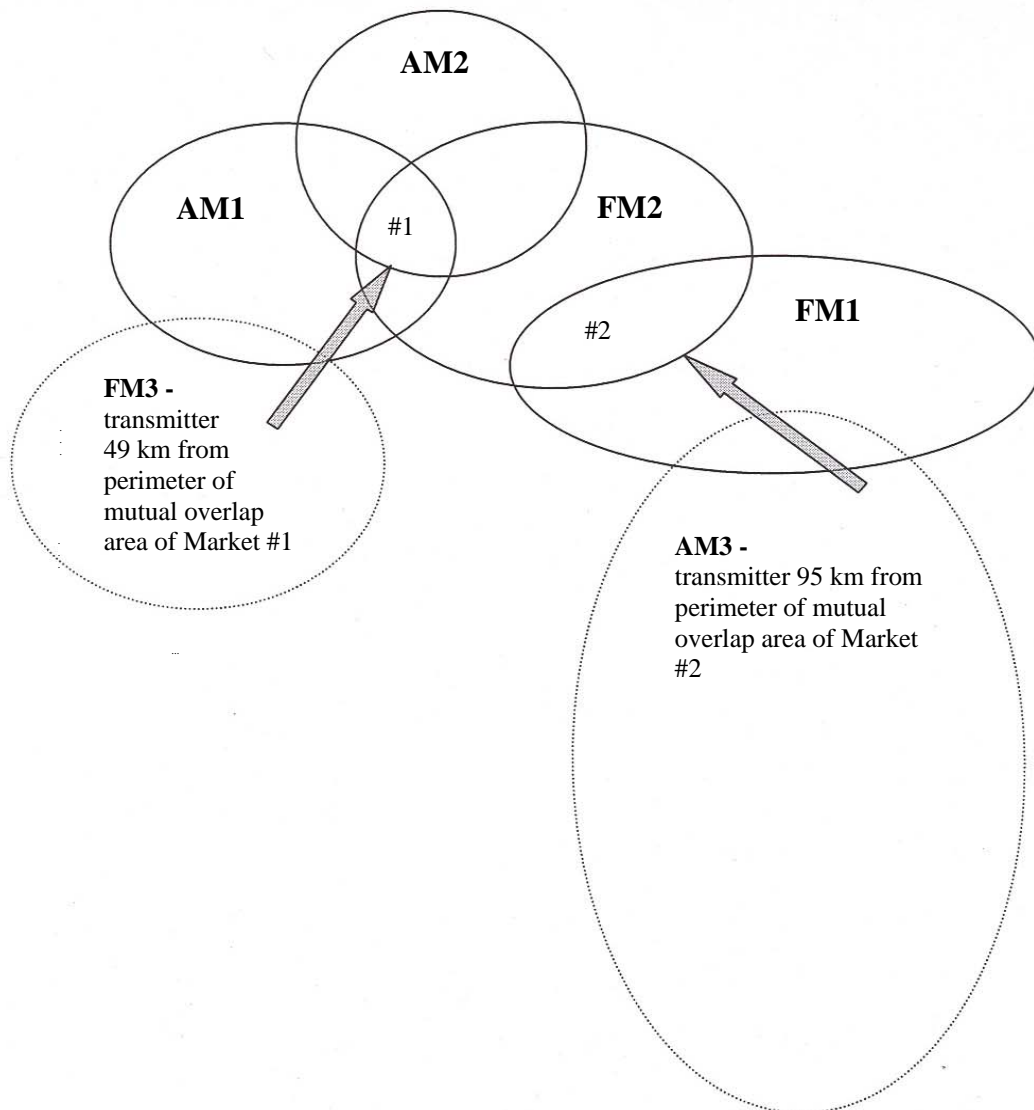 AM2
AM1
FM2
#1
FM1
#2
FM3 -
transmitter
49 km from
perimeter of
mutual overlap
area of Market #1
AM3 -
transmitter 95 km from
perimeter of mutual
overlap area of Market
#2